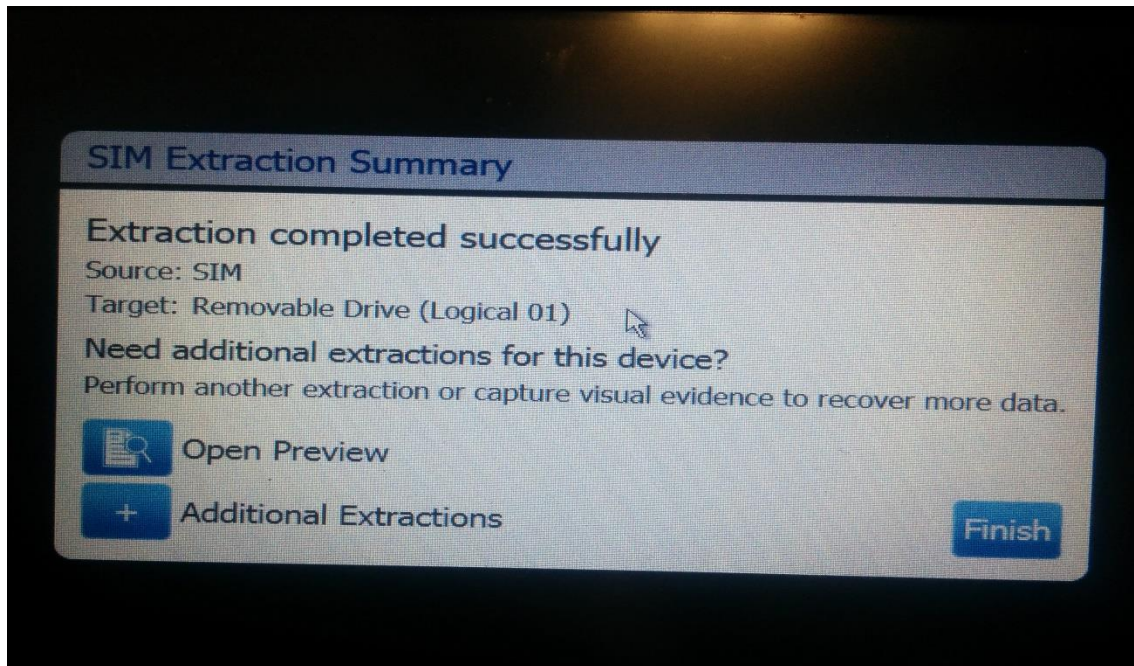 SIM Extraction Summary
Extraction completed successfully
Source: SIM
Target: Removable Drive (Logical 01)
Need additional extractions for this device?
Perform another extraction or capture visual evidence to recover more data.
Open Preview
+ Additional Extractions
Finish